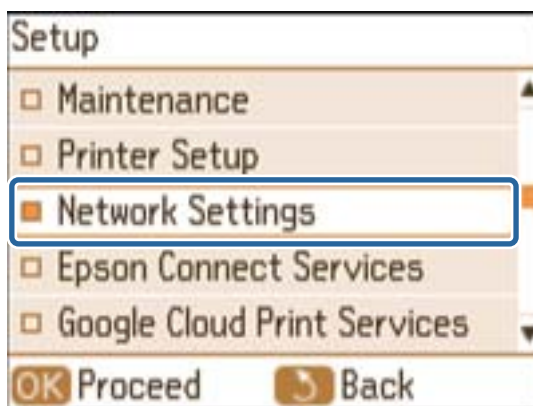 Setup
Maintenance
Printer Setup
Network Settings
Epson Connect Services
Google Cloud Print Services
OK Proceed Back